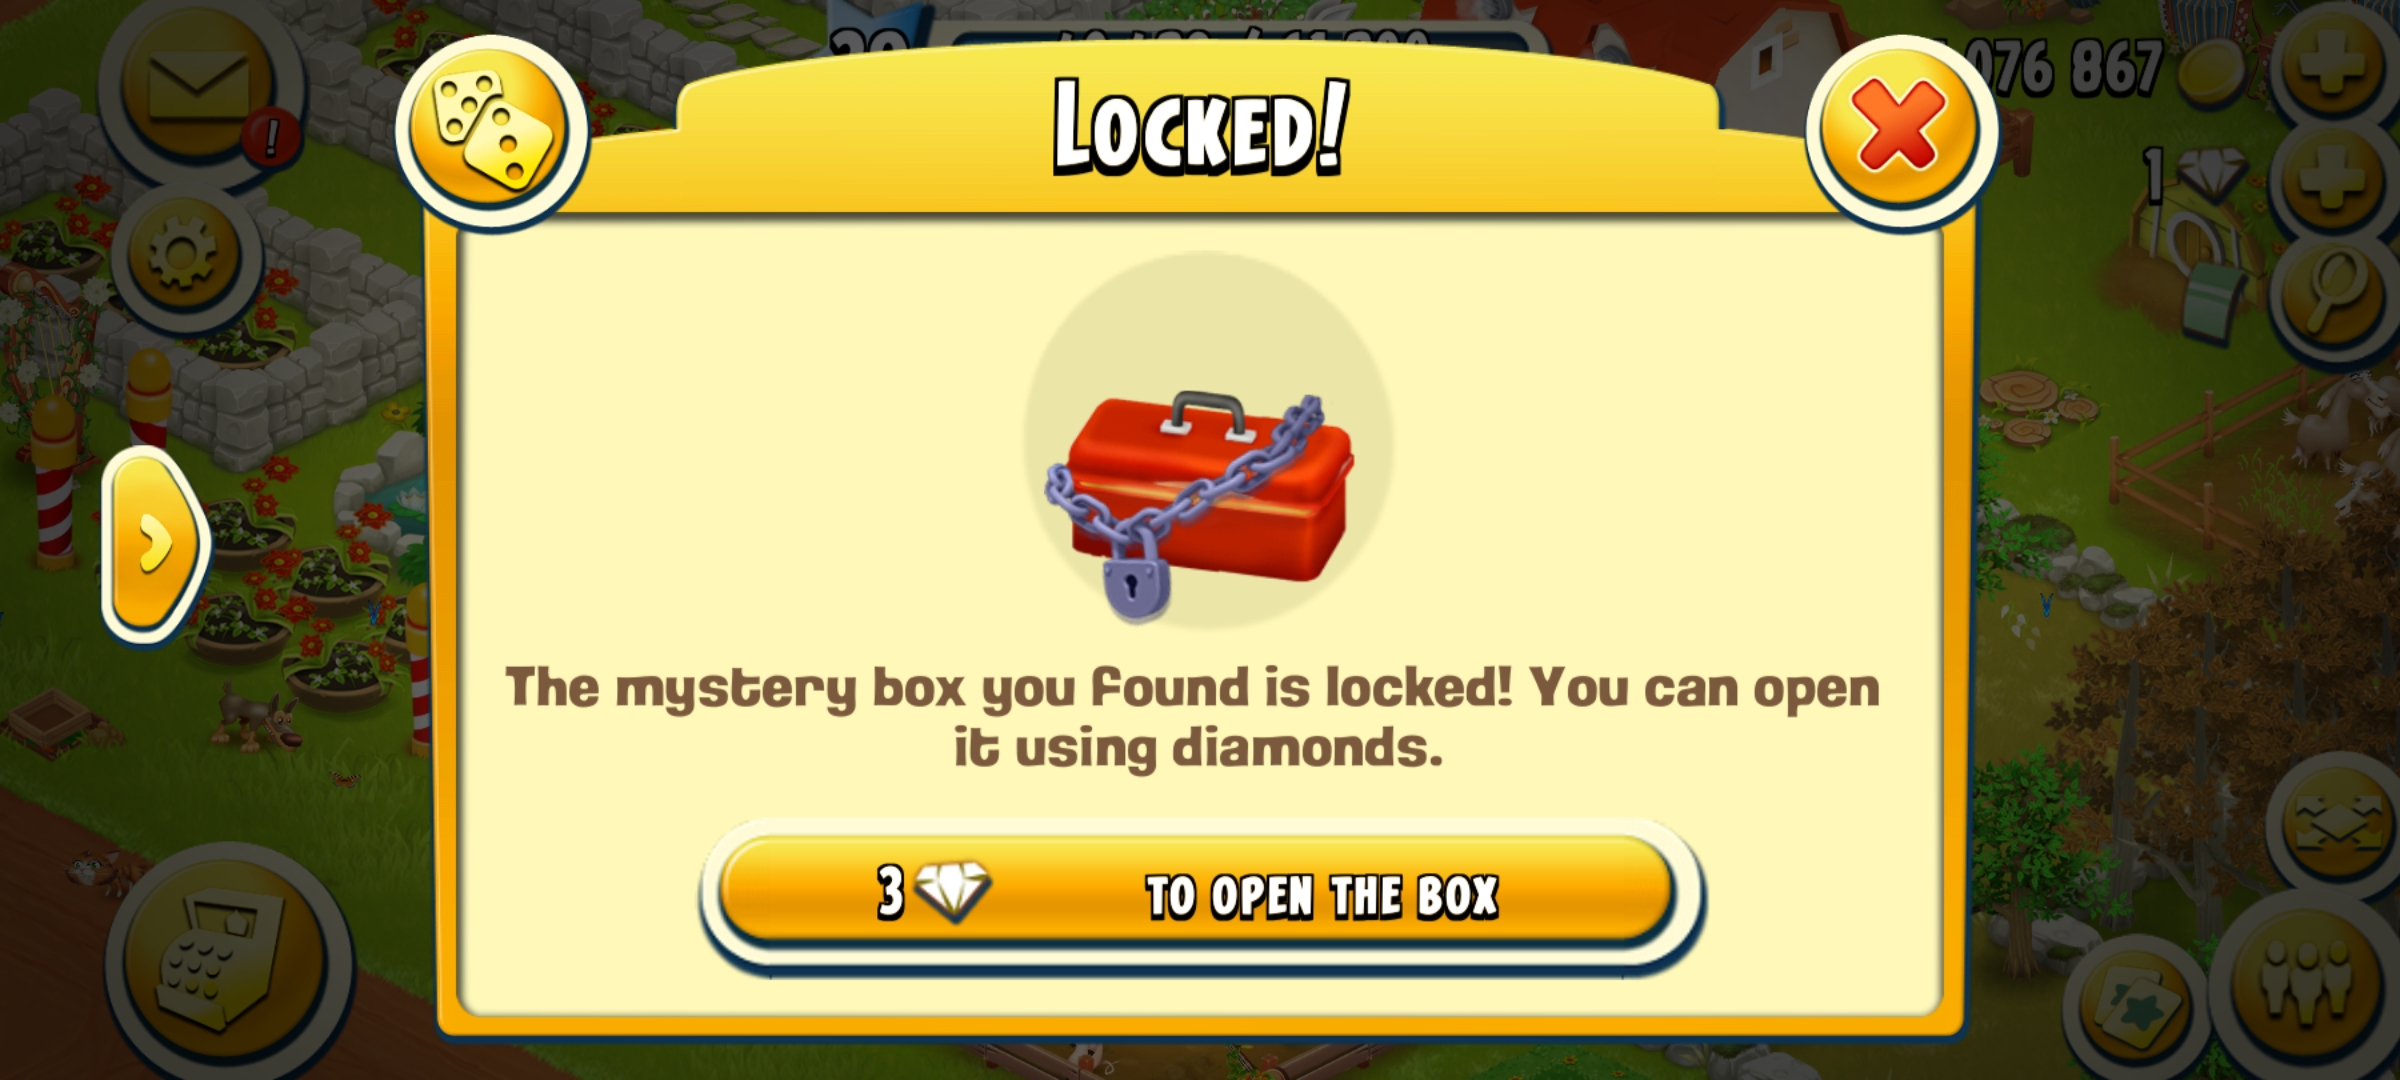 Locked!
076 867
1
!
The mystery box you found is locked! You can open
it using diamonds.
3
TO OPEN THE BOX